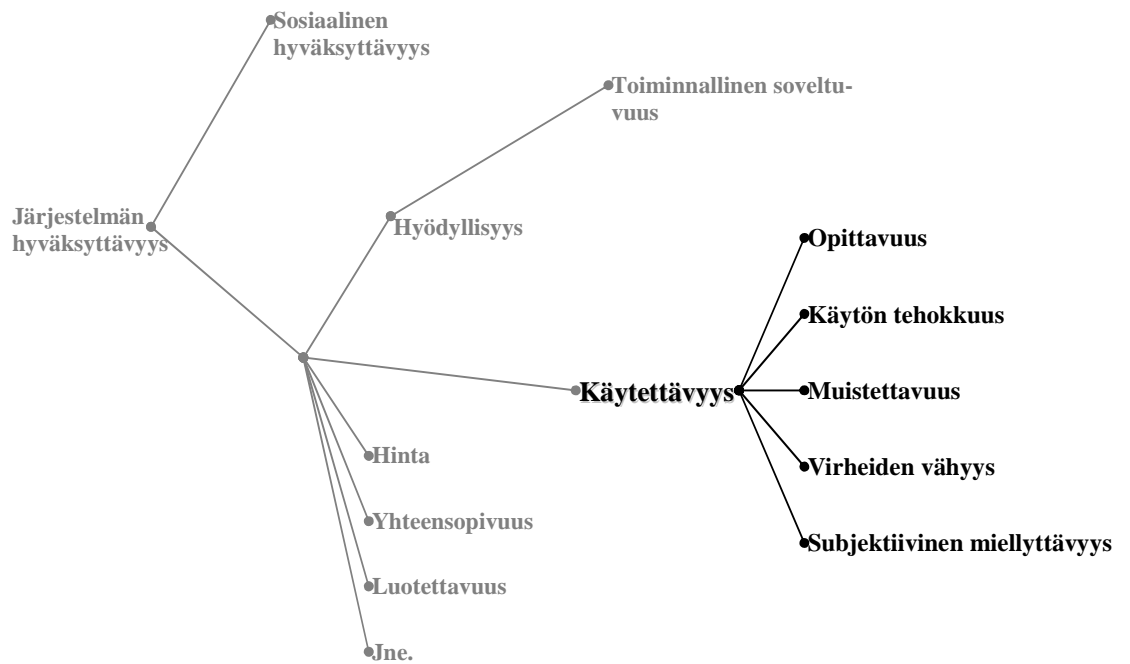 Sosiaalinen
hyväksyttävyys
Toiminnallinen soveltu-
vuus
Järjestelmän
hyväksyttävyys
Hyödyllisyys
Opittavuus
Käytön tehokkuus
Käytettävyys
Muistettavuus
Hinta
Virheiden vähyys
Yhteensopivuus
Subjektiivinen miellyttävyys
Luotettavuus
Jne.